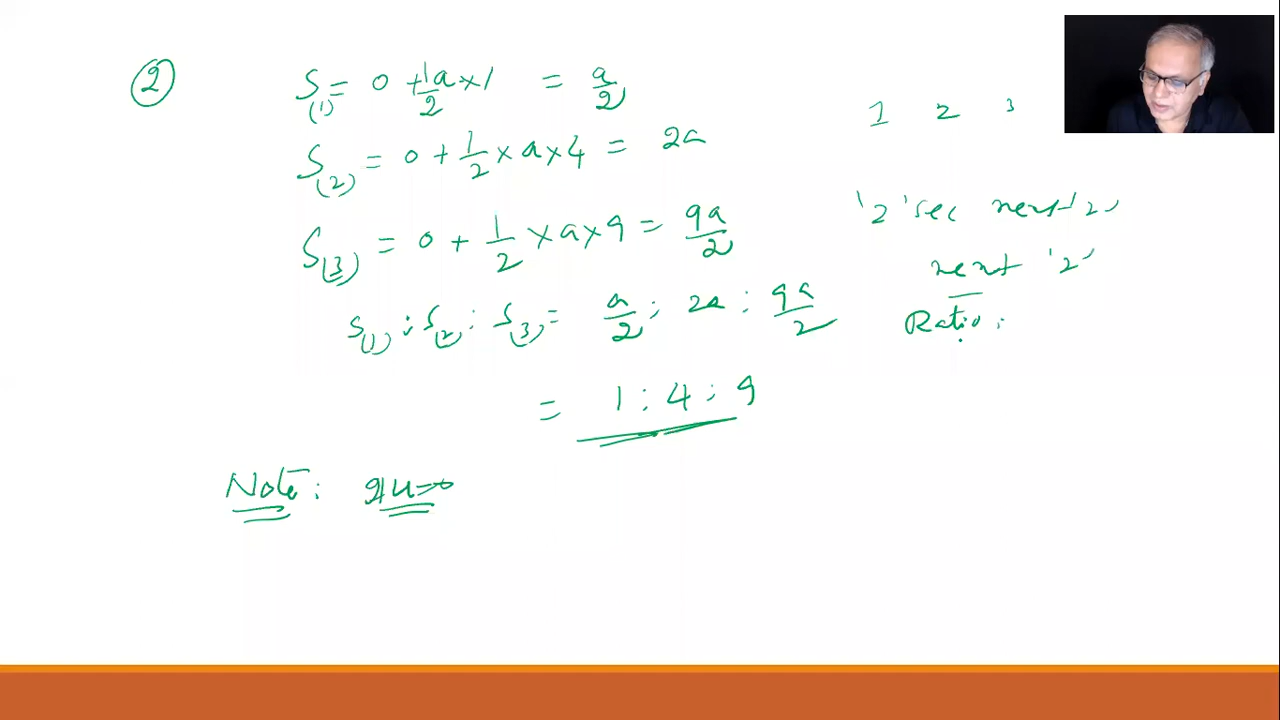 ②
S(1) = 0 + 1/2 a × 1 = a/2
S(2) = 0 + 1/2 × a × 4 = 2a
S(3) = 0 + 1/2 × a × 9 = 9a/2
S(1) : S(2) : S(3) = a/2 : 2a : 9a/2
= 1 : 4 : 9
Note: If u=0
1 2 3
'2' sec next '2'
next '2'
Ratio :